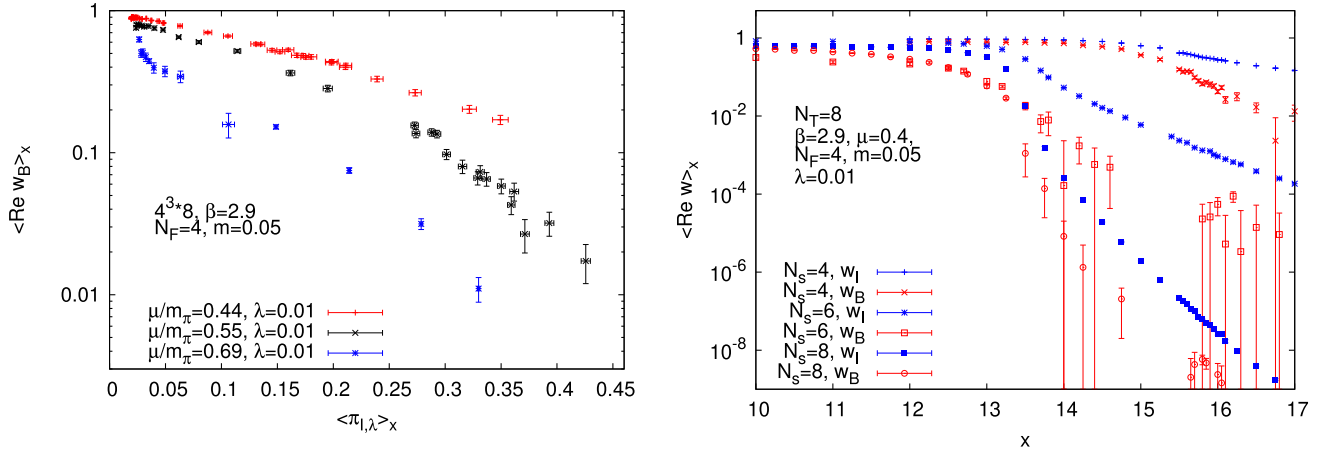 1
0.1
0.01
<Re w_B>_x
4^3*8, β=2.9
N_F=4, m=0.05
μ/m_π=0.44, λ=0.01
μ/m_π=0.55, λ=0.01
μ/m_π=0.69, λ=0.01
0 0.05 0.1 0.15 0.2 0.25 0.3 0.35 0.4 0.45
<π_{I,λ}>_x
1
10^-2
10^-4
10^-6
10^-8
<Re w>_x
N_T=8
β=2.9, μ=0.4,
N_F=4, m=0.05
λ=0.01
N_s=4, w_I
N_s=4, w_B
N_s=6, w_I
N_s=6, w_B
N_s=8, w_I
N_s=8, w_B
10 11 12 13 14 15 16 17
x